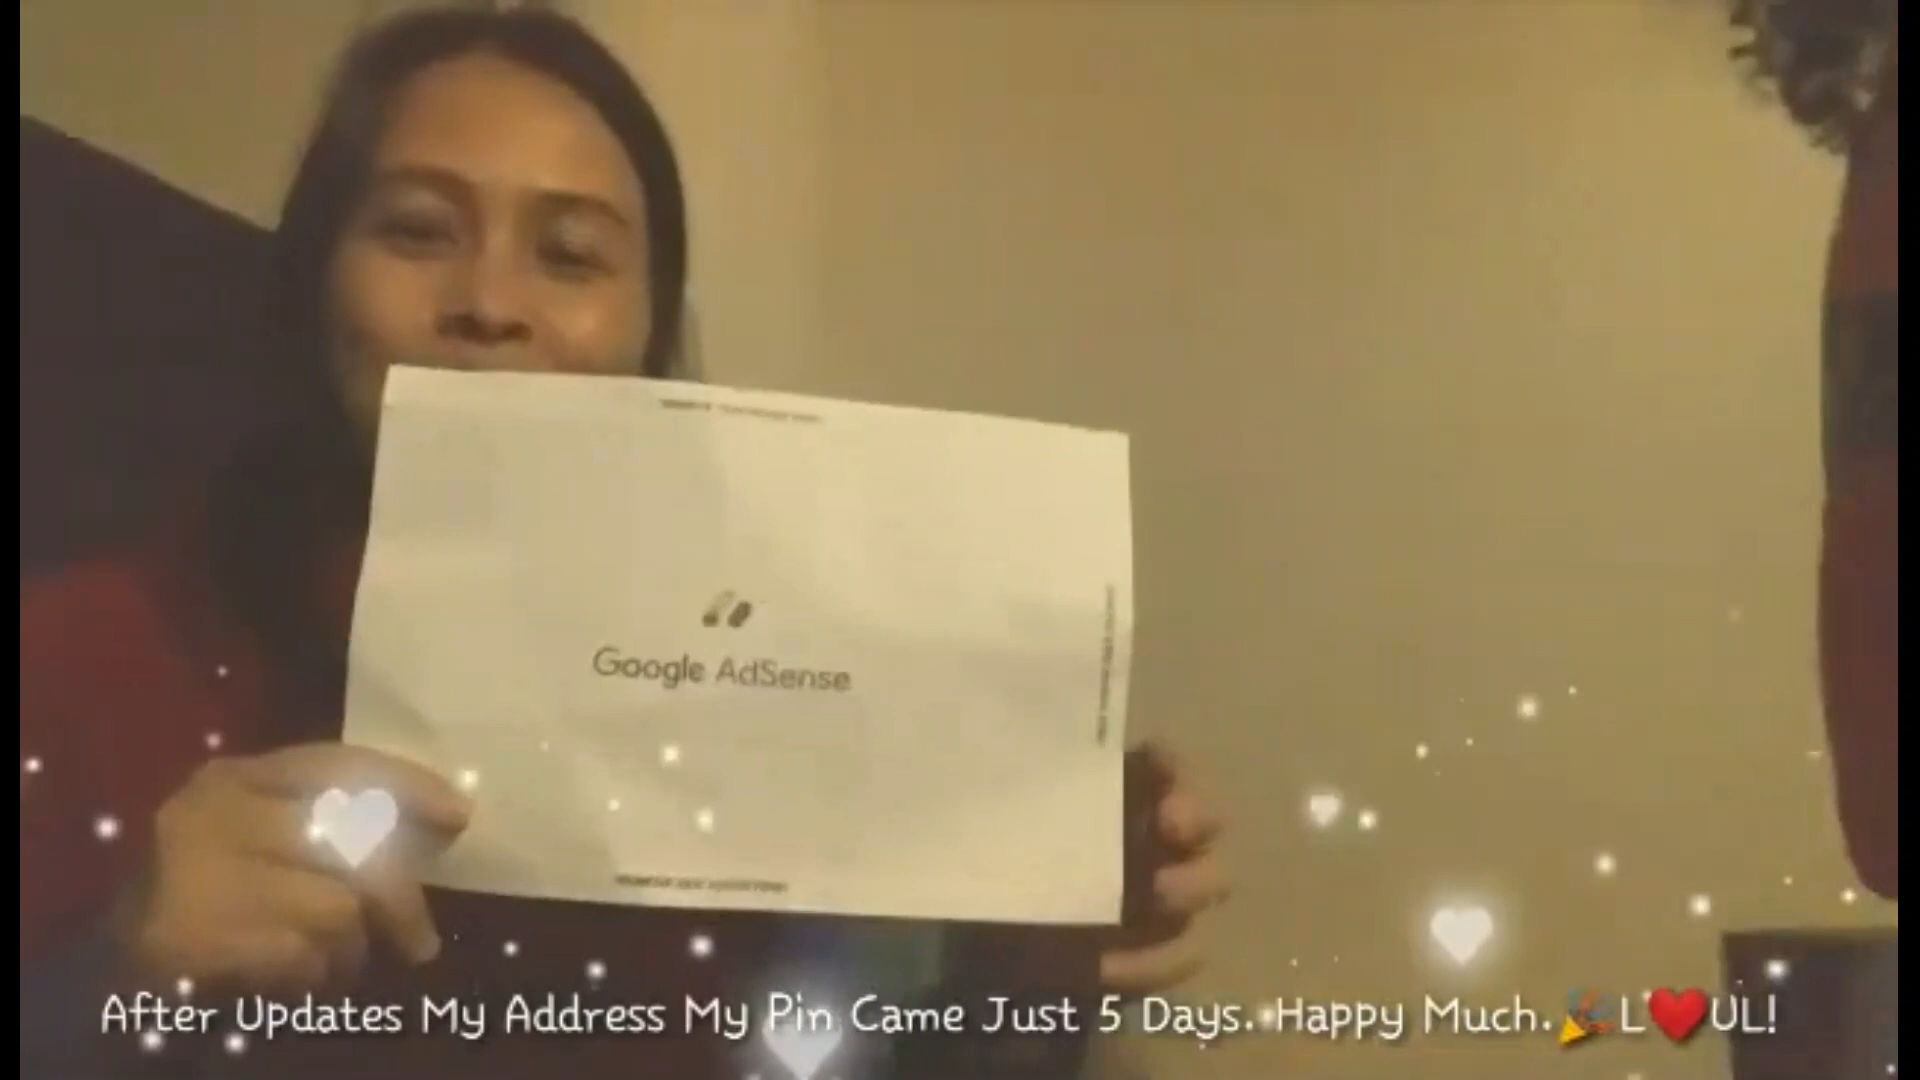 Google AdSense
After Updates My Address My Pin Came Just 5 Days. Happy Much.🎉L❤️UL!